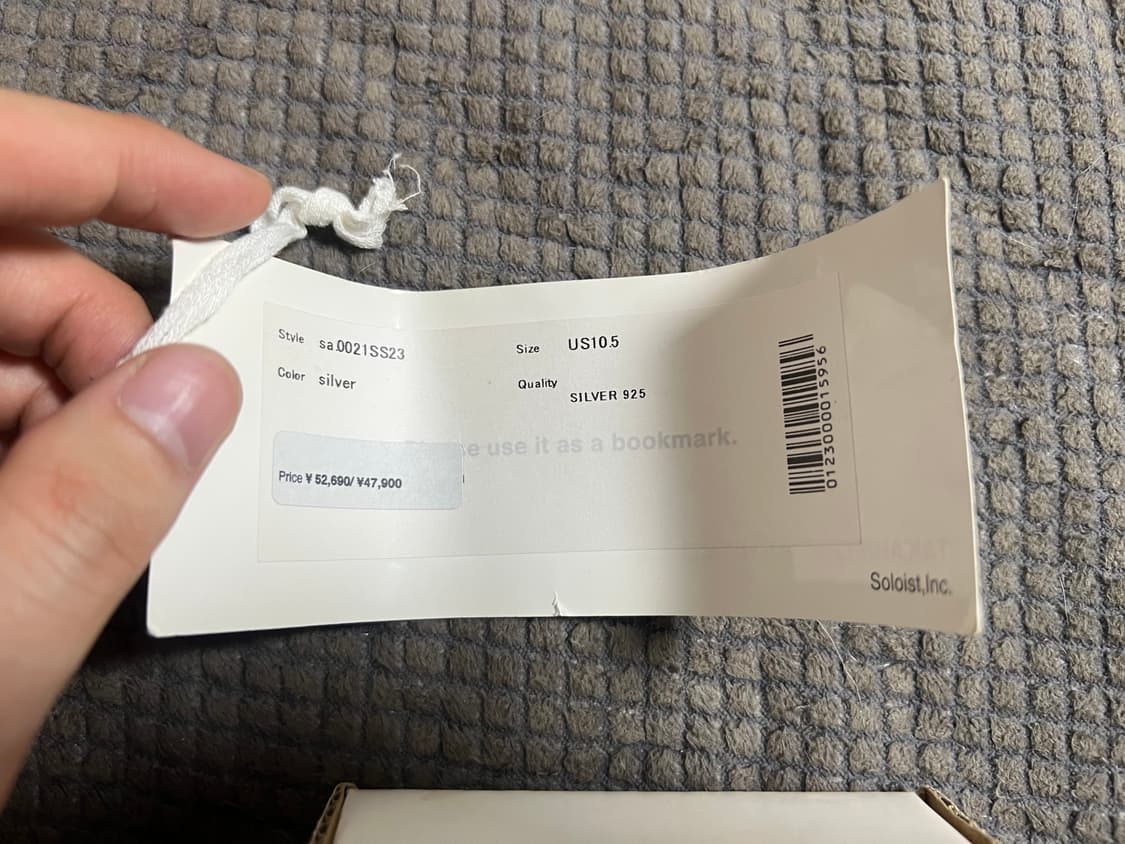 Style sa.0021SS23
Size US10.5
Color silver
Quality SILVER 925
use it as a bookmark.
Price ¥ 52,690/ ¥47,900
0123000015956
Soloist,Inc.